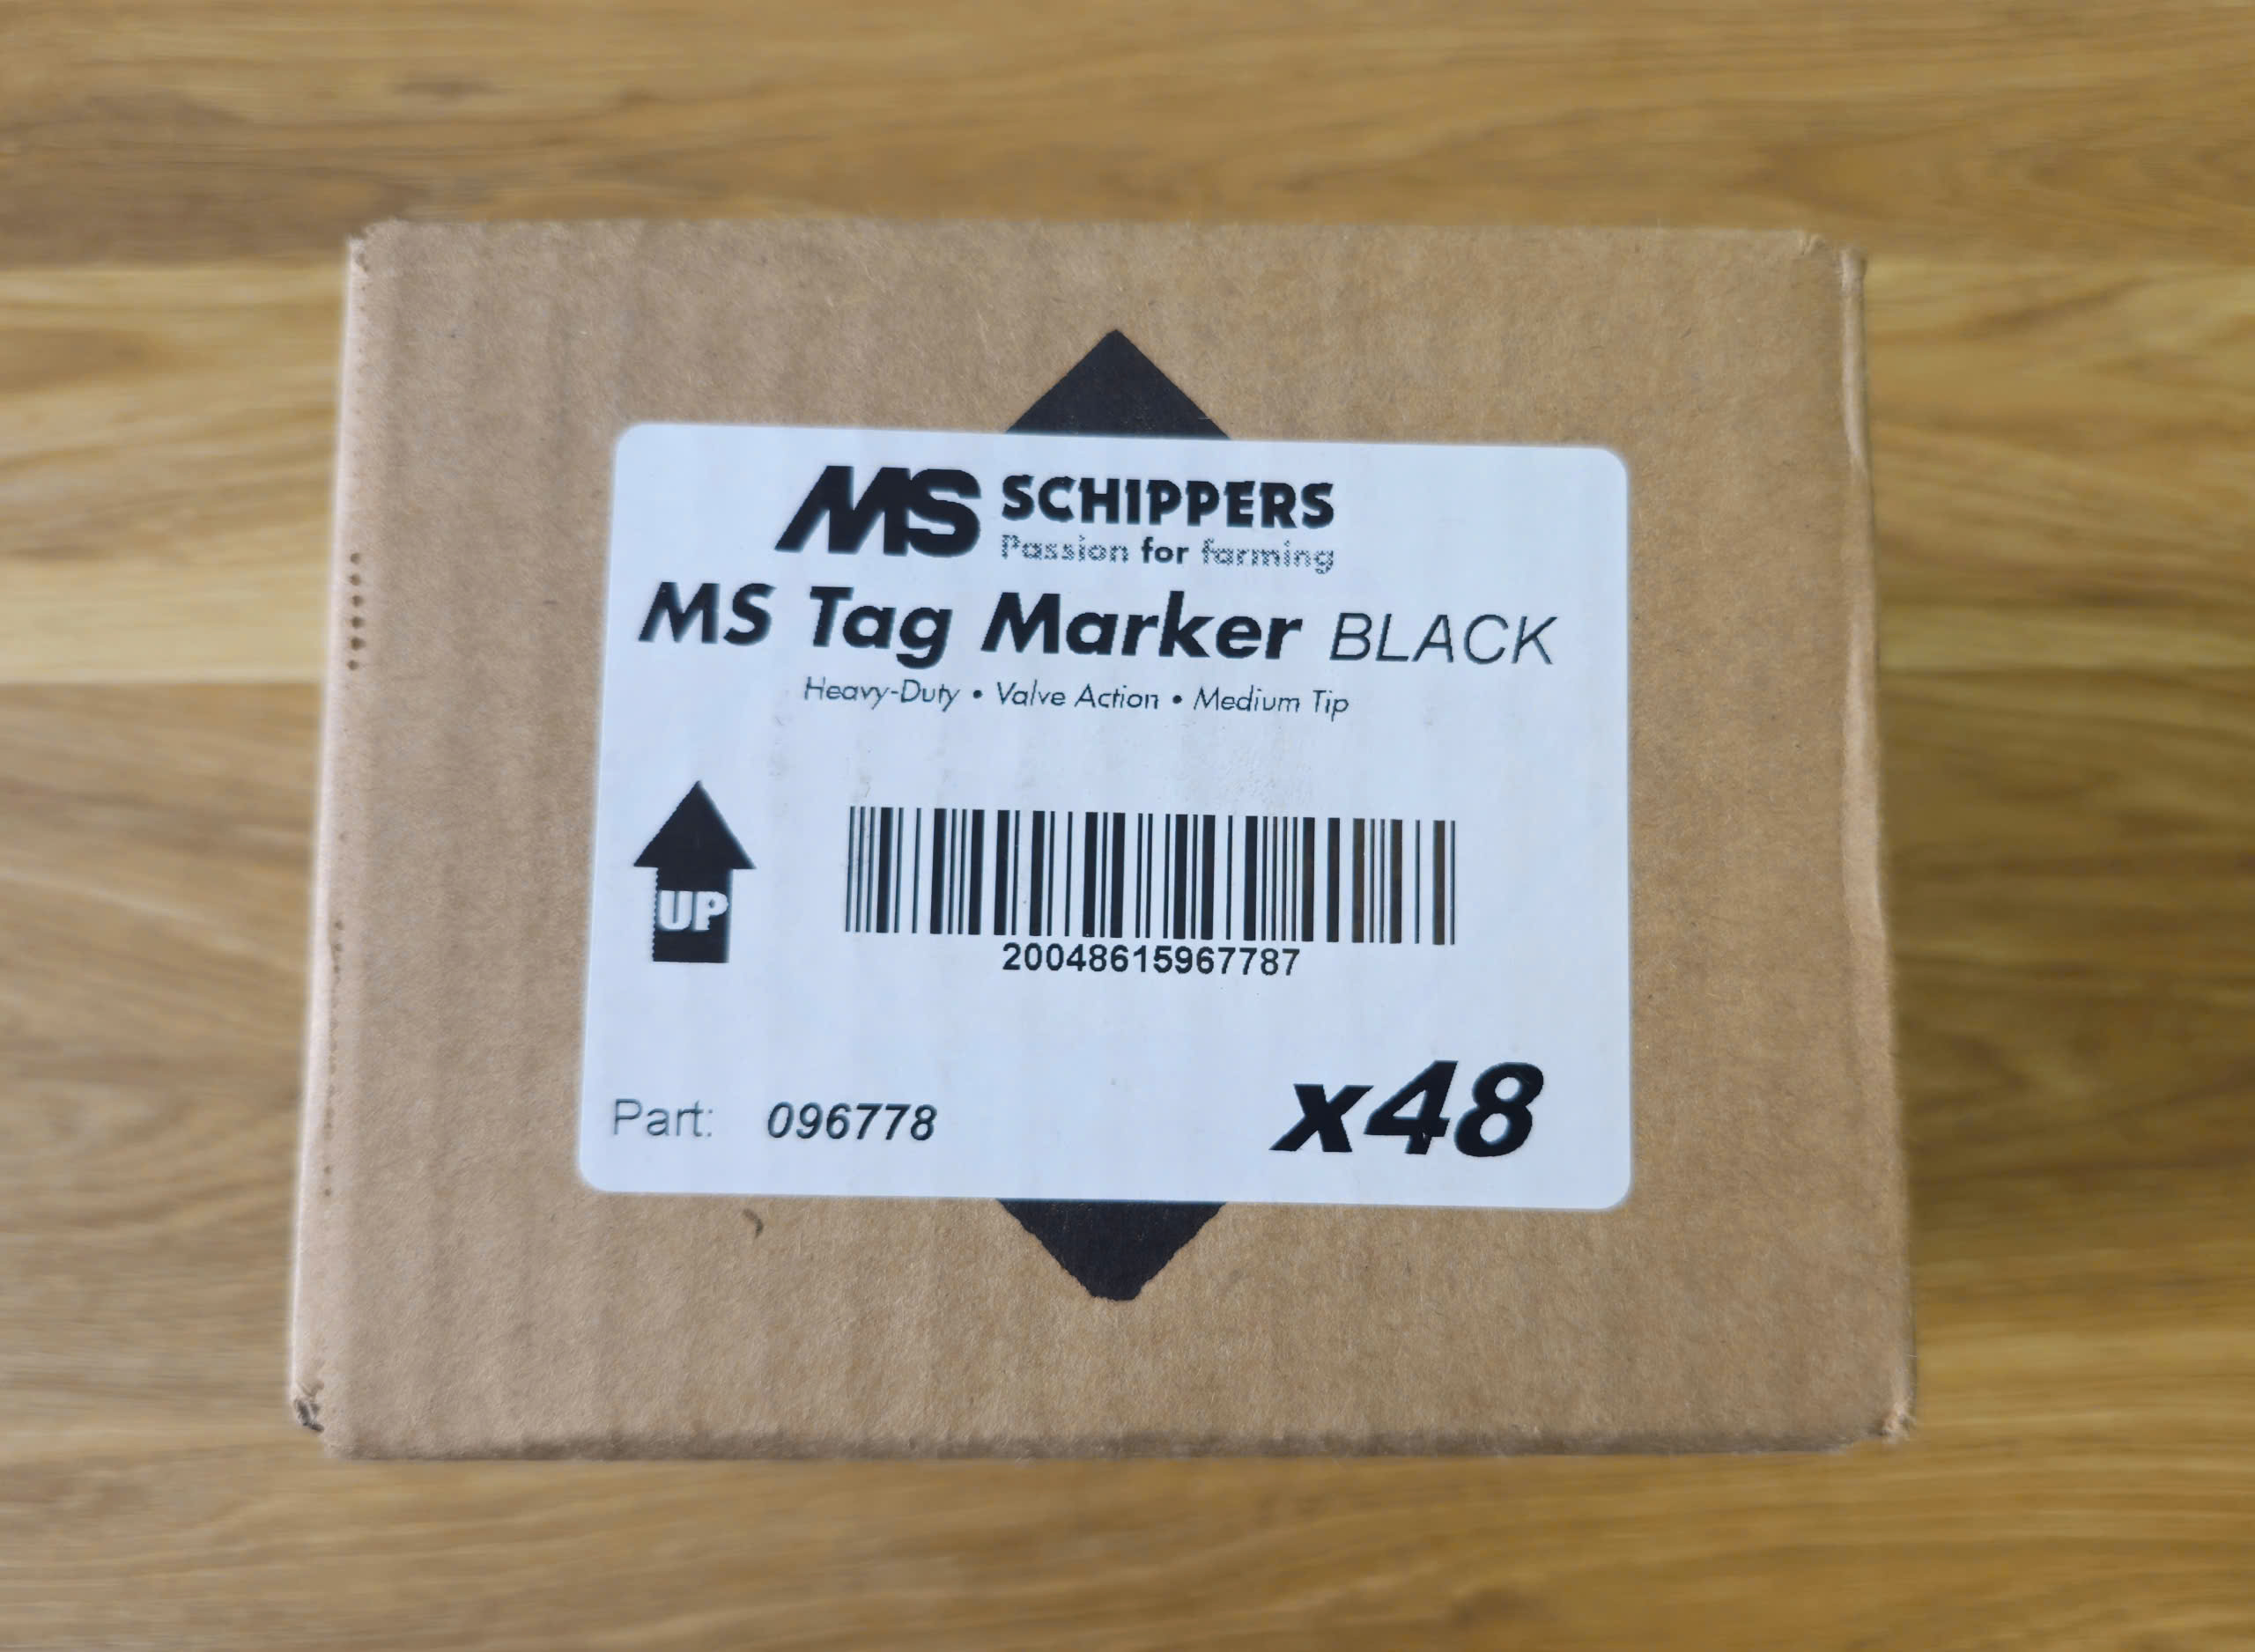 MS SCHIPPERS
Passion for farming
MS Tag Marker BLACK
Heavy-Duty • Valve Action • Medium Tip
UP
20048615967787
Part: 096778
x48